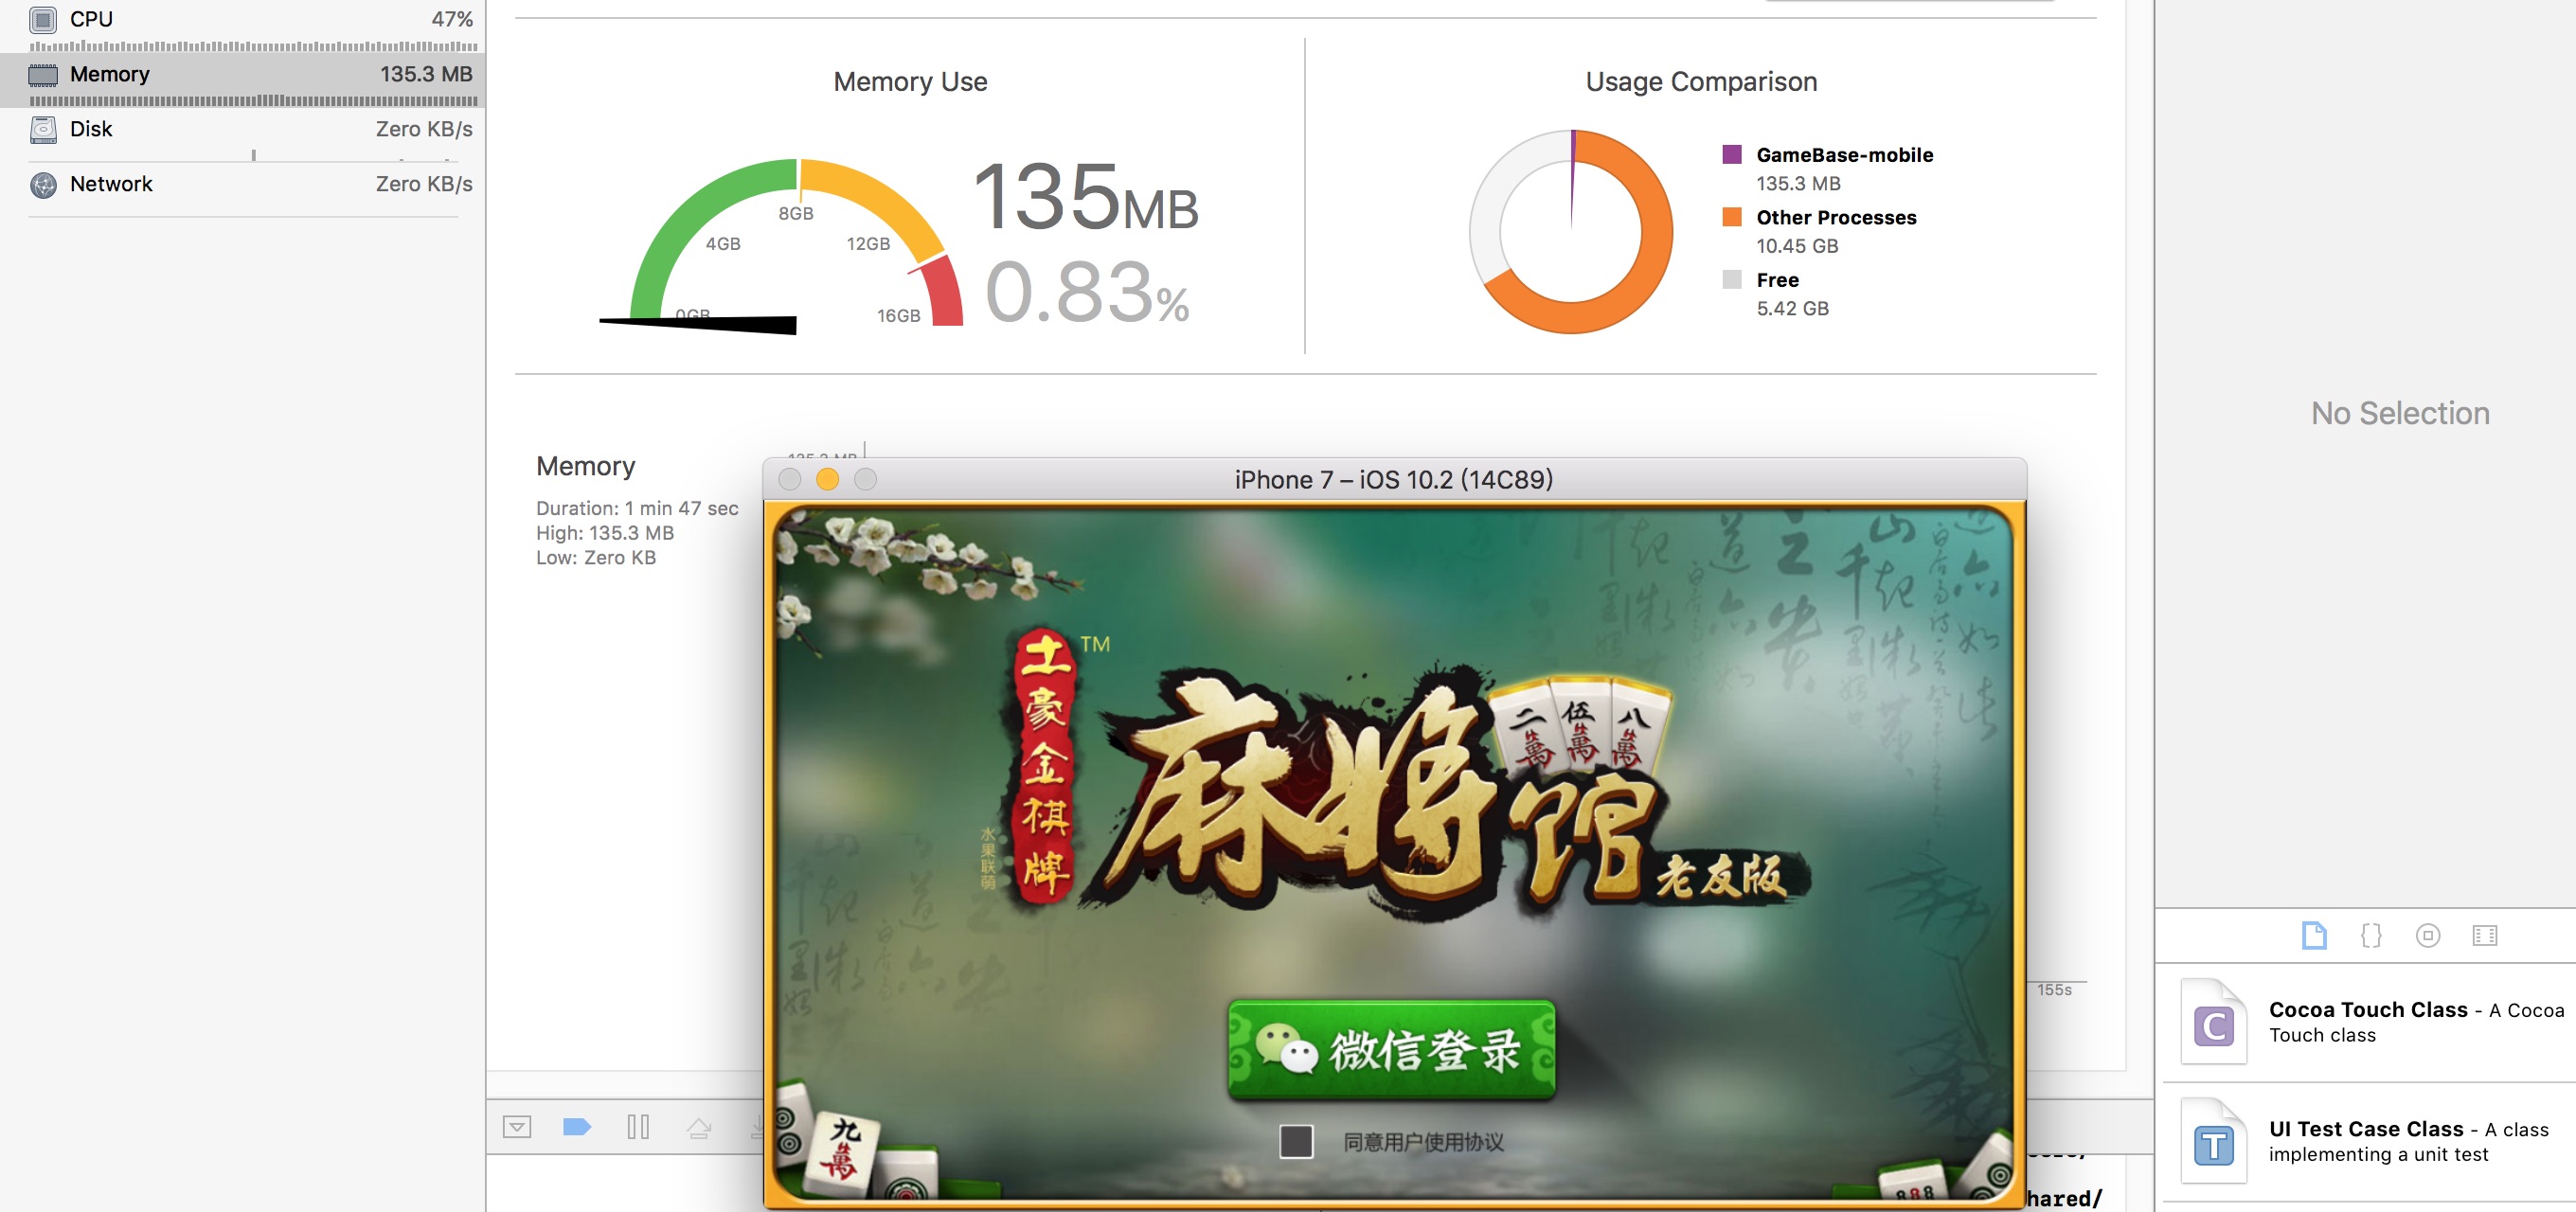 CPU 47%
Memory 135.3 MB
Disk Zero KB/s
Network Zero KB/s
Memory Use
0GB
4GB
8GB
12GB
16GB
135MB
0.83%
Usage Comparison
GameBase-mobile
135.3 MB
Other Processes
10.45 GB
Free
5.42 GB
No Selection
Memory
Duration: 1 min 47 sec
High: 135.3 MB
Low: Zero KB
155s
iPhone 7 – iOS 10.2 (14C89)
土豪金棋牌
TM
水果联萌
麻将馆
二萬
伍萬
八萬
老友版
微信登录
同意用户使用协议
九萬
hared/
C
Cocoa Touch Class - A Cocoa
Touch class
T
UI Test Case Class - A class
implementing a unit test